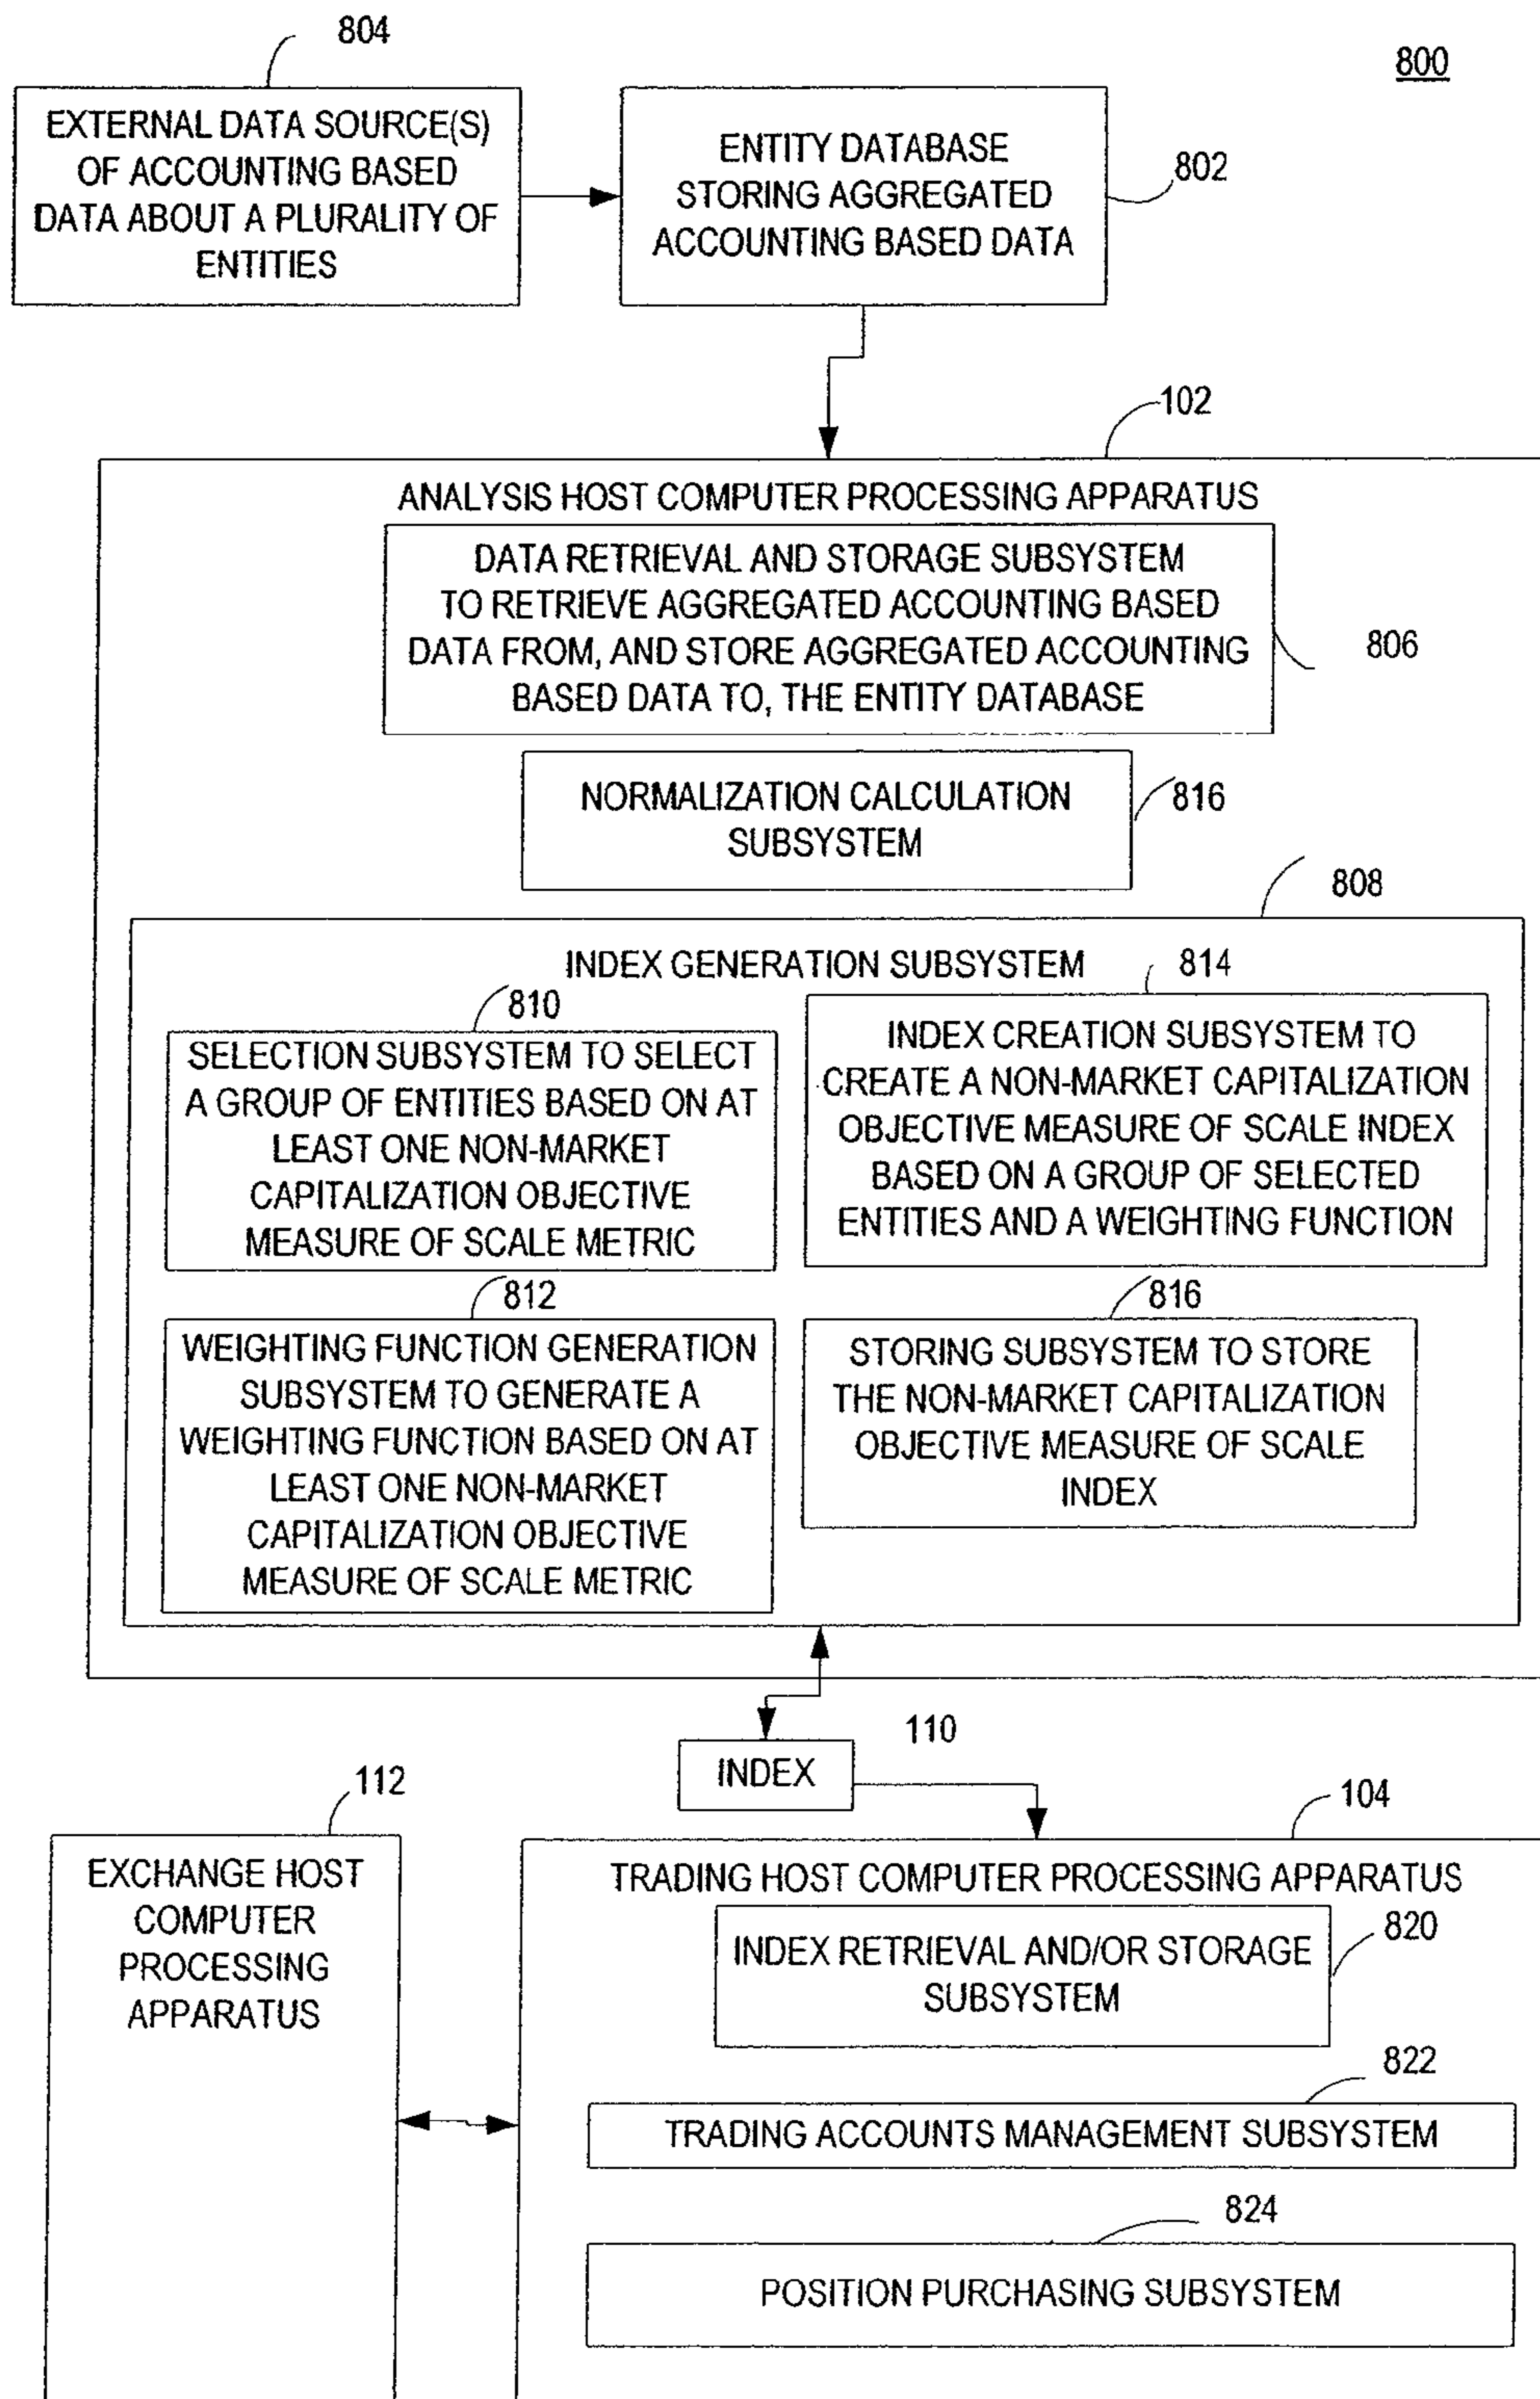 804
800
EXTERNAL DATA SOURCE(S)
OF ACCOUNTING BASED
DATA ABOUT A PLURALITY OF
ENTITIES
ENTITY DATABASE
STORING AGGREGATED
ACCOUNTING BASED DATA
802
102
ANALYSIS HOST COMPUTER PROCESSING APPARATUS
DATA RETRIEVAL AND STORAGE SUBSYSTEM
TO RETRIEVE AGGREGATED ACCOUNTING BASED
DATA FROM, AND STORE AGGREGATED ACCOUNTING
BASED DATA TO, THE ENTITY DATABASE
806
NORMALIZATION CALCULATION
SUBSYSTEM
816
808
INDEX GENERATION SUBSYSTEM
810
SELECTION SUBSYSTEM TO SELECT
A GROUP OF ENTITIES BASED ON AT
LEAST ONE NON-MARKET
CAPITALIZATION OBJECTIVE
MEASURE OF SCALE METRIC
814
INDEX CREATION SUBSYSTEM TO
CREATE A NON-MARKET CAPITALIZATION
OBJECTIVE MEASURE OF SCALE INDEX
BASED ON A GROUP OF SELECTED
ENTITIES AND A WEIGHTING FUNCTION
812
WEIGHTING FUNCTION GENERATION
SUBSYSTEM TO GENERATE A
WEIGHTING FUNCTION BASED ON AT
LEAST ONE NON-MARKET
CAPITALIZATION OBJECTIVE
MEASURE OF SCALE METRIC
816
STORING SUBSYSTEM TO STORE
THE NON-MARKET CAPITALIZATION
OBJECTIVE MEASURE OF SCALE
INDEX
110
INDEX
112
EXCHANGE HOST
COMPUTER
PROCESSING
APPARATUS
104
TRADING HOST COMPUTER PROCESSING APPARATUS
INDEX RETRIEVAL AND/OR STORAGE
SUBSYSTEM
820
822
TRADING ACCOUNTS MANAGEMENT SUBSYSTEM
824
POSITION PURCHASING SUBSYSTEM